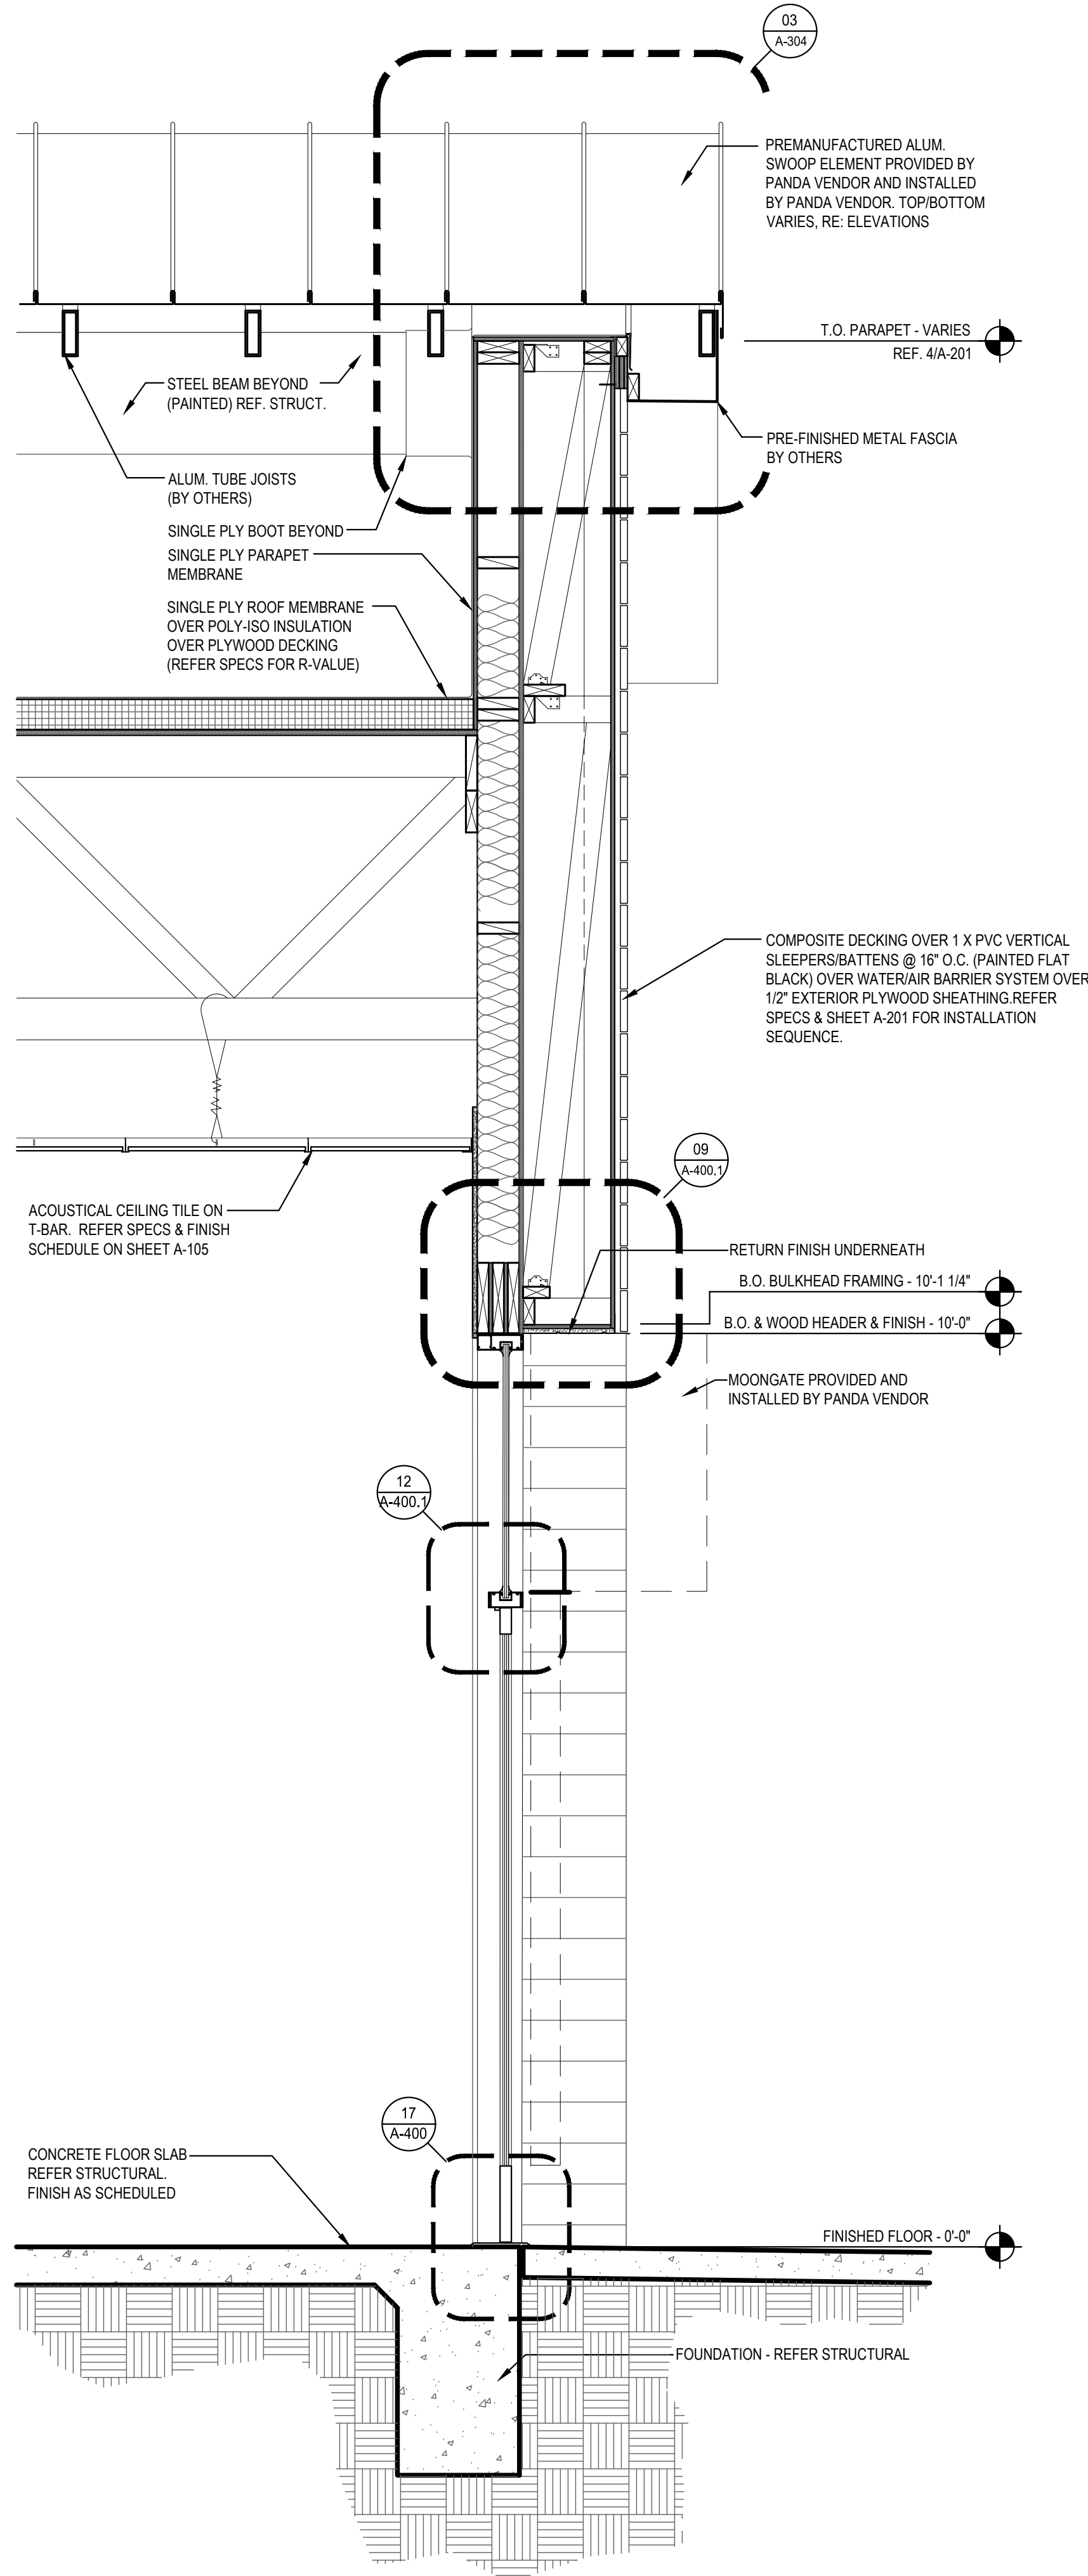 03
A-304
PREMANUFACTURED ALUM.
SWOOP ELEMENT PROVIDED BY
PANDA VENDOR AND INSTALLED
BY PANDA VENDOR. TOP/BOTTOM
VARIES, RE: ELEVATIONS
T.O. PARAPET - VARIES
REF. 4/A-201
STEEL BEAM BEYOND
(PAINTED) REF. STRUCT.
PRE-FINISHED METAL FASCIA
BY OTHERS
ALUM. TUBE JOISTS
(BY OTHERS)
SINGLE PLY BOOT BEYOND
SINGLE PLY PARAPET
MEMBRANE
SINGLE PLY ROOF MEMBRANE
OVER POLY-ISO INSULATION
OVER PLYWOOD DECKING
(REFER SPECS FOR R-VALUE)
COMPOSITE DECKING OVER 1 X PVC VERTICAL
SLEEPERS/BATTENS @ 16" O.C. (PAINTED FLAT
BLACK) OVER WATER/AIR BARRIER SYSTEM OVER
1/2" EXTERIOR PLYWOOD SHEATHING.REFER
SPECS & SHEET A-201 FOR INSTALLATION
SEQUENCE.
09
A-400.1
ACOUSTICAL CEILING TILE ON
T-BAR. REFER SPECS & FINISH
SCHEDULE ON SHEET A-105
RETURN FINISH UNDERNEATH
B.O. BULKHEAD FRAMING - 10'-1 1/4"
B.O. & WOOD HEADER & FINISH - 10'-0"
MOONGATE PROVIDED AND
INSTALLED BY PANDA VENDOR
12
A-400.1
17
A-400
CONCRETE FLOOR SLAB
REFER STRUCTURAL.
FINISH AS SCHEDULED
FINISHED FLOOR - 0'-0"
FOUNDATION - REFER STRUCTURAL